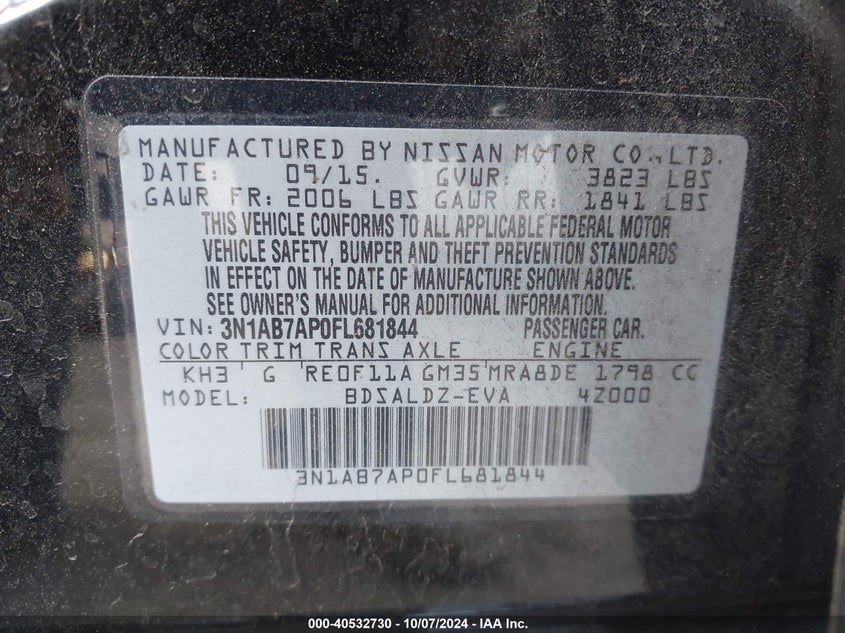 MANUFACTURED BY NISSAN MOTOR CO., LTD.
DATE: 09/15. GVWR: 3823 LBS
GAWR FR: 2006 LBS GAWR RR: 1841 LBS
THIS VEHICLE CONFORMS TO ALL APPLICABLE FEDERAL MOTOR
VEHICLE SAFETY, BUMPER AND THEFT PREVENTION STANDARDS
IN EFFECT ON THE DATE OF MANUFACTURE SHOWN ABOVE.
SEE OWNER'S MANUAL FOR ADDITIONAL INFORMATION.
VIN: 3N1AB7AP0FL681844 PASSENGER CAR.
COLOR TRIM TRANS AXLE ENGINE
KH3 G RE0F11A GM35 MRA8DE 1798 CC
MODEL: BDSALDZ-EVA 4Z000
3N1AB7AP0FL681844
000-40532730 - 10/07/2024 - IAA Inc.